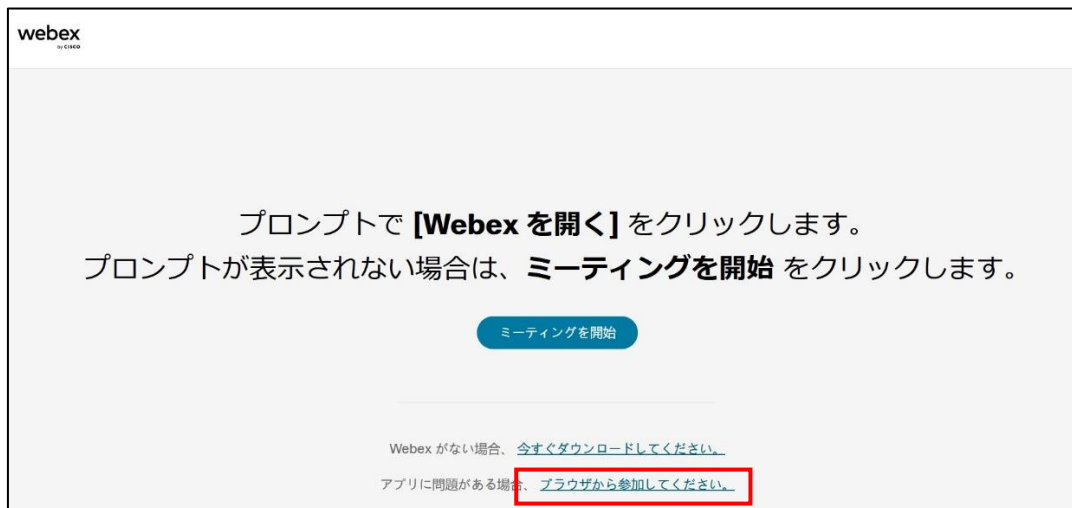 webex
by CISCO
プロンプトで [Webex を開く] をクリックします。
プロンプトが表示されない場合は、ミーティングを開始 をクリックします。
ミーティングを開始
Webex がない場合、 今すぐダウンロードしてください。
アプリに問題がある場合、 ブラウザから参加してください。